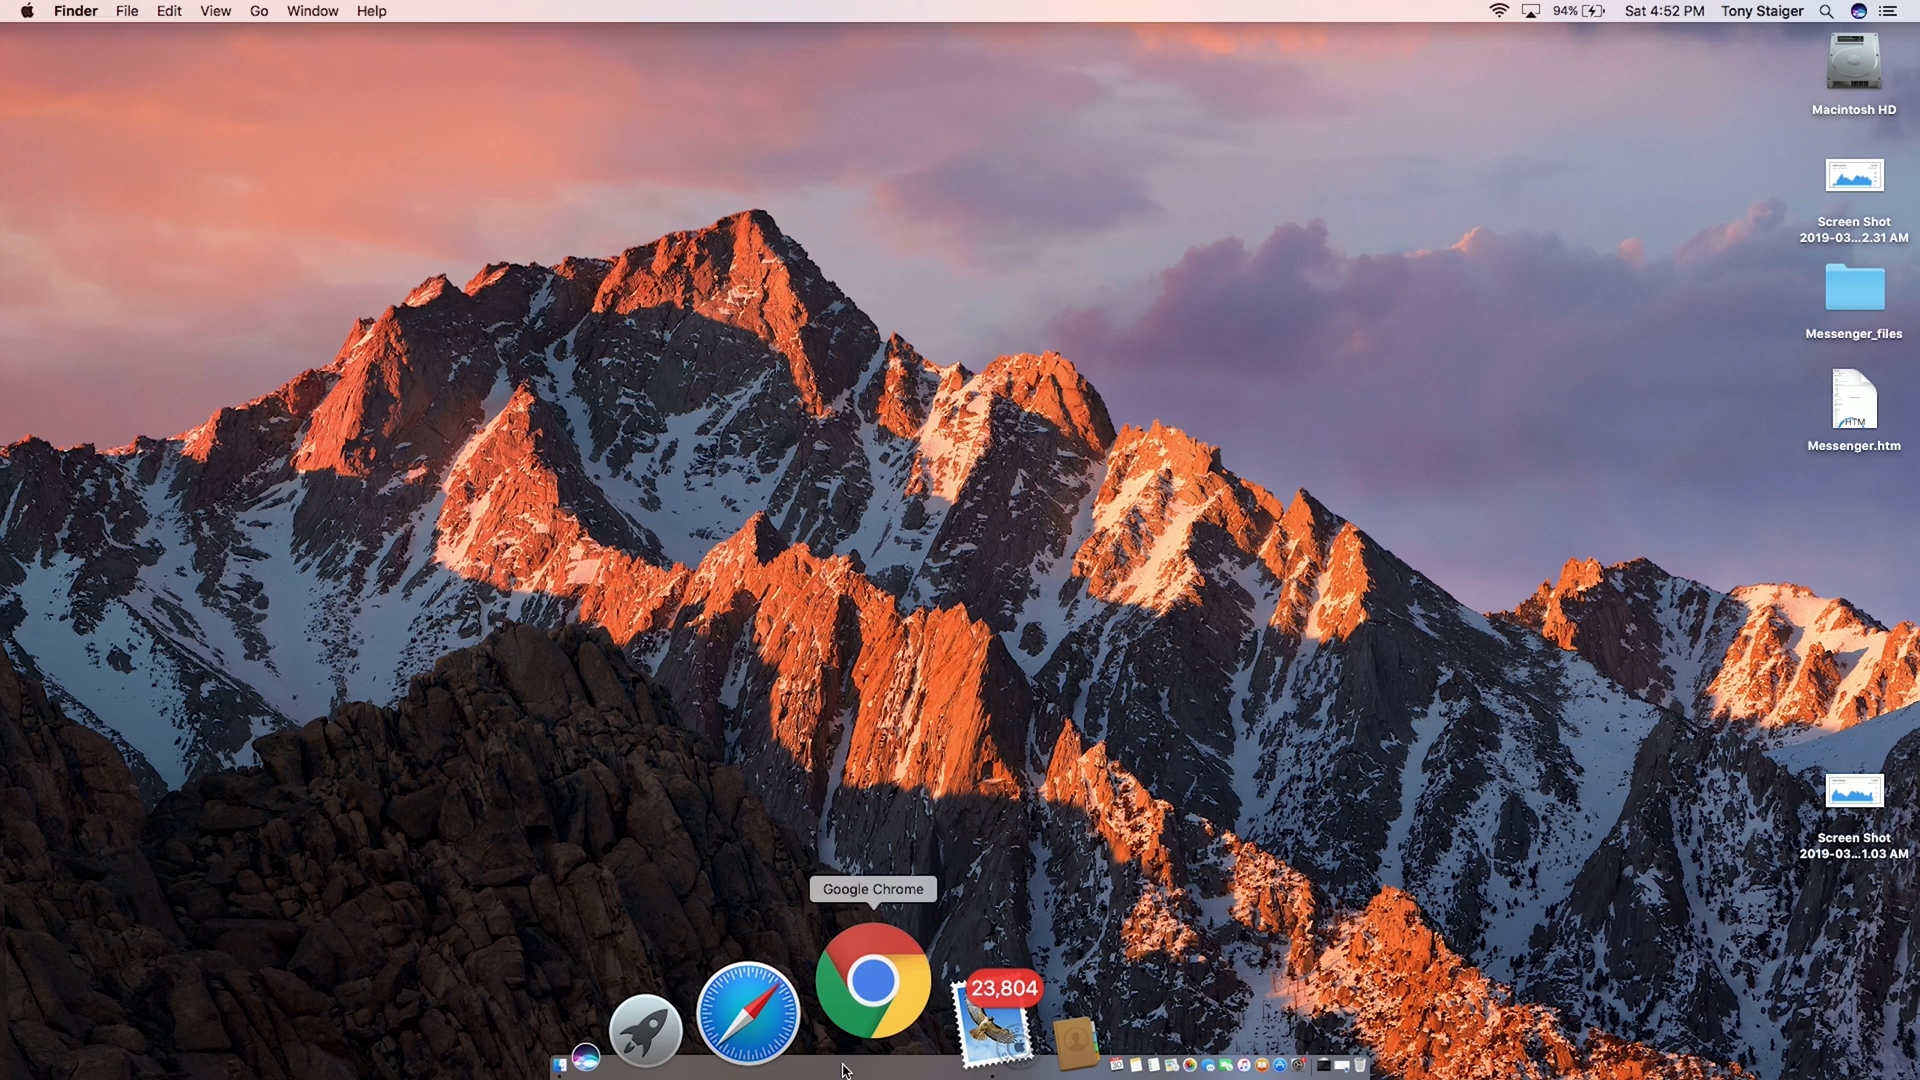 Finder File Edit View Go Window Help
94% Sat 4:52 PM Tony Staiger
Macintosh HD
Screen Shot
2019-03...2.31 AM
Messenger_files
HTM
Messenger.htm
Screen Shot
2019-03...1.03 AM
Google Chrome
23,804
30